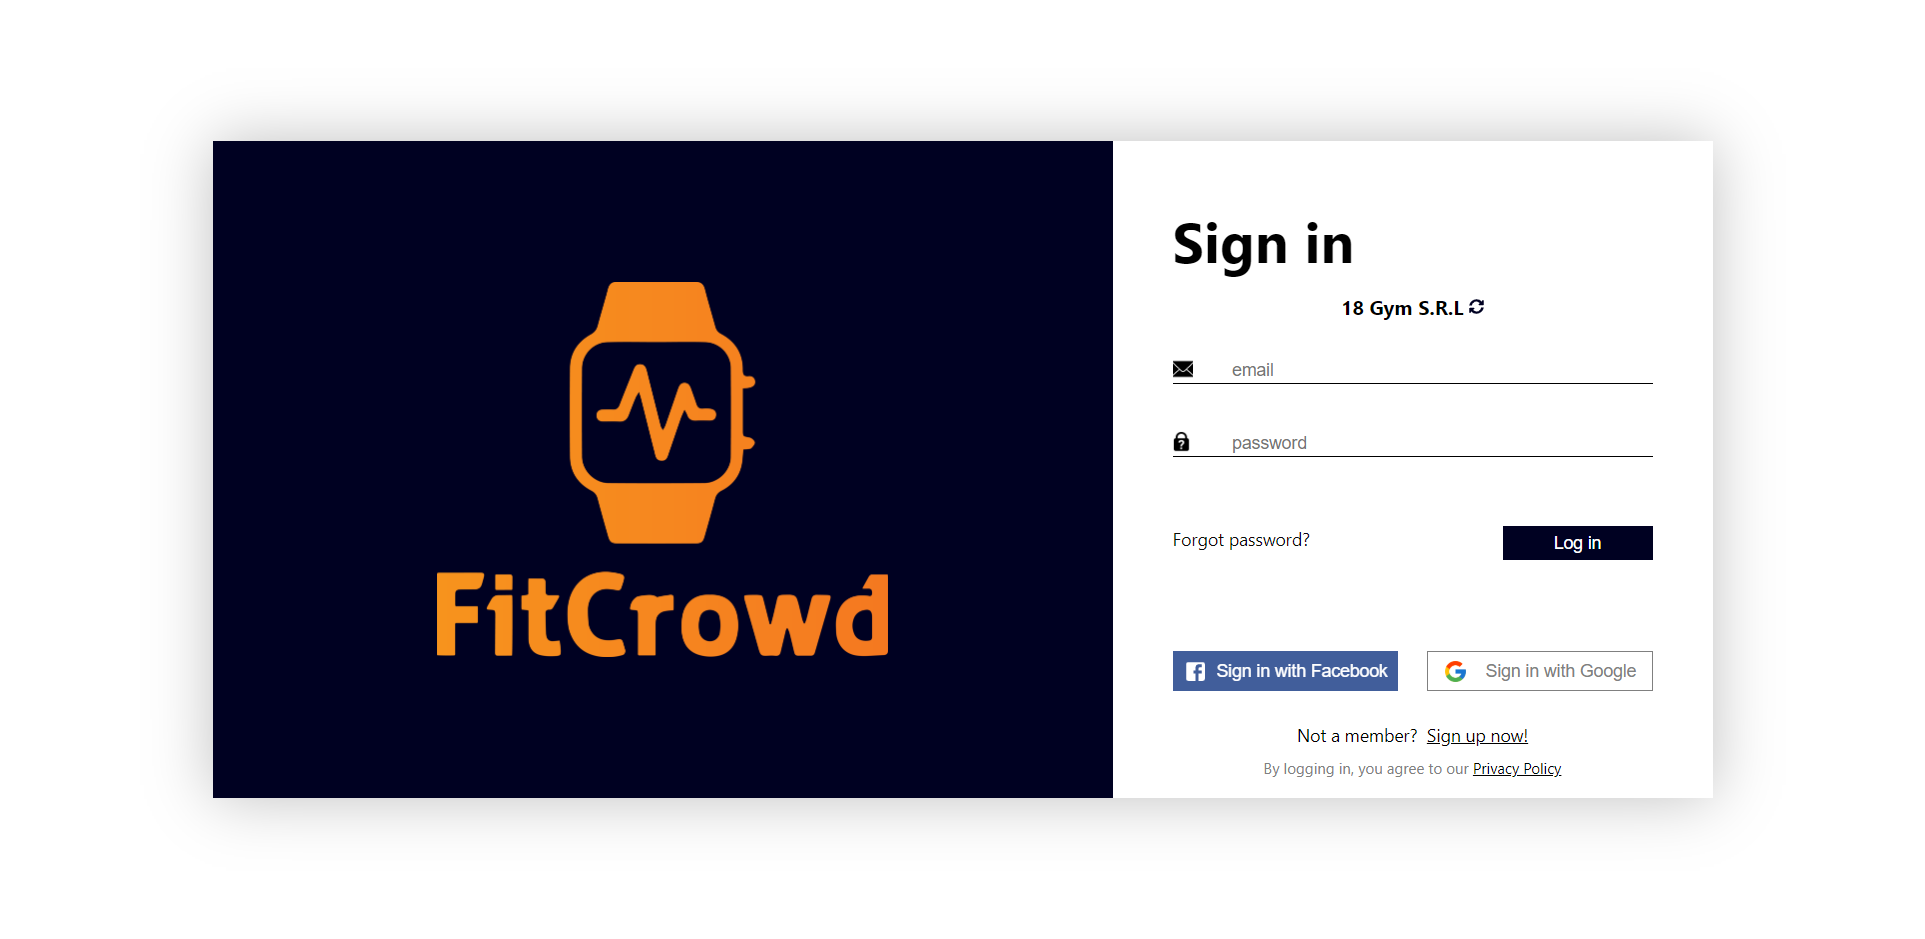 FitCrowd
Sign in
18 Gym S.R.L
email
password
Forgot password?
Log in
Sign in with Facebook
Sign in with Google
Not a member? Sign up now!
By logging in, you agree to our Privacy Policy